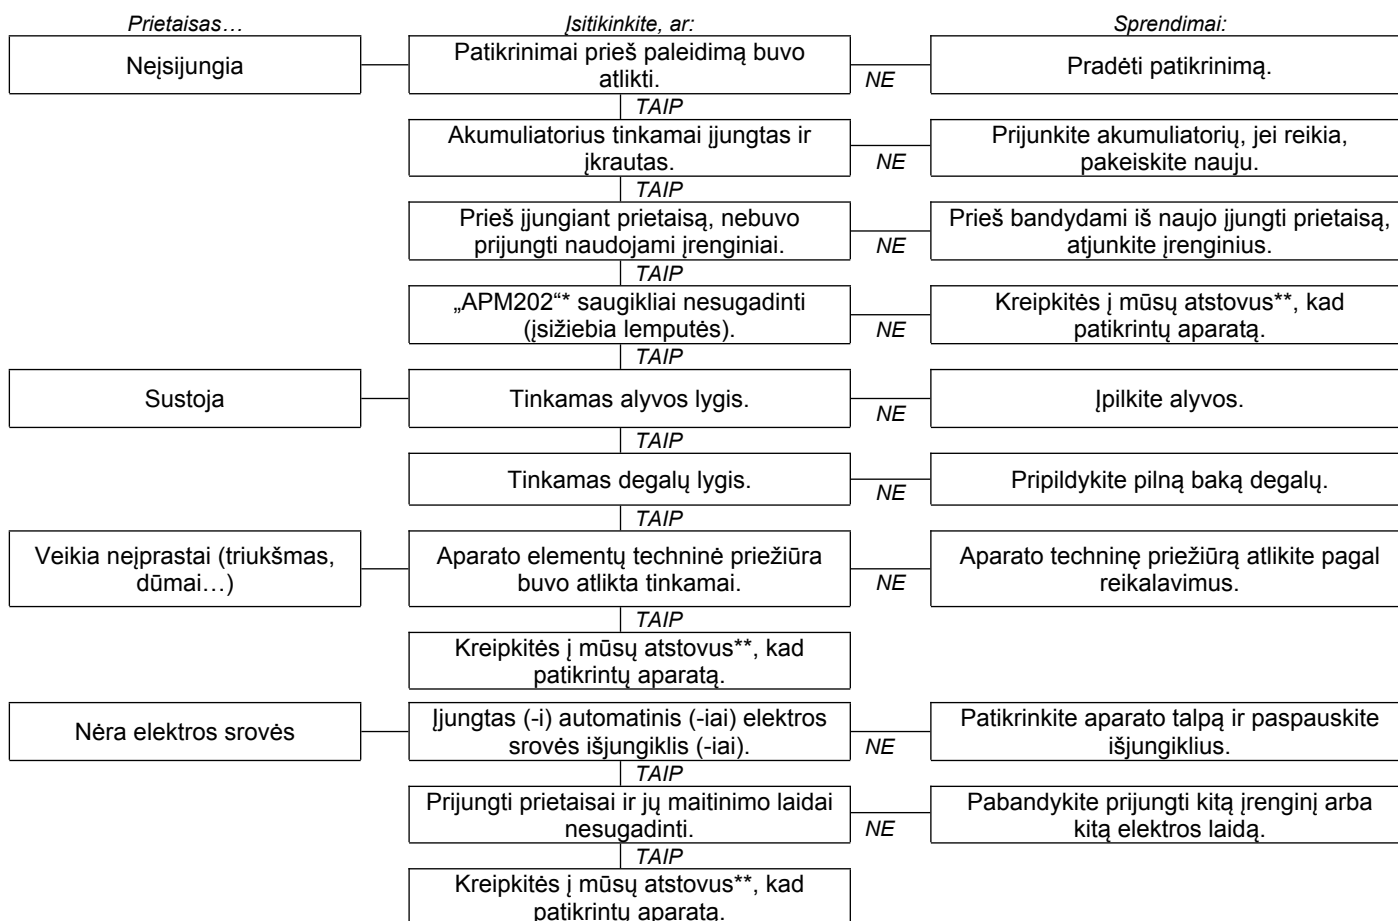 Prietaisas…
Įsitikinkite, ar:
Sprendimai:
Neįsijungia
Patikrinimai prieš paleidimą buvo
atlikti.
NE
Pradėti patikrinimą.
TAIP
Akumuliatorius tinkamai įjungtas ir
įkrautas.
NE
Prijunkite akumuliatorių, jei reikia,
pakeiskite nauju.
TAIP
Prieš įjungiant prietaisą, nebuvo
prijungti naudojami įrenginiai.
NE
Prieš bandydami iš naujo įjungti prietaisą,
atjunkite įrenginius.
TAIP
„APM202“* saugikliai nesugadinti
(įsižiebia lemputės).
NE
Kreipkitės į mūsų atstovus**, kad
patikrintų aparatą.
TAIP
Sustoja
Tinkamas alyvos lygis.
NE
Įpilkite alyvos.
TAIP
Tinkamas degalų lygis.
NE
Pripildykite pilną baką degalų.
TAIP
Veikia neįprastai (triukšmas,
dūmai…)
Aparato elementų techninė priežiūra
buvo atlikta tinkamai.
NE
Aparato techninę priežiūrą atlikite pagal
reikalavimus.
TAIP
Kreipkitės į mūsų atstovus**, kad
patikrintų aparatą.
Nėra elektros srovės
Įjungtas (-i) automatinis (-iai) elektros
srovės išjungiklis (-iai).
NE
Patikrinkite aparato talpą ir paspauskite
išjungiklius.
TAIP
Prijungti prietaisai ir jų maitinimo laidai
nesugadinti.
NE
Pabandykite prijungti kitą įrenginį arba
kitą elektros laidą.
TAIP
Kreipkitės į mūsų atstovus**, kad
patikrintų aparatą.